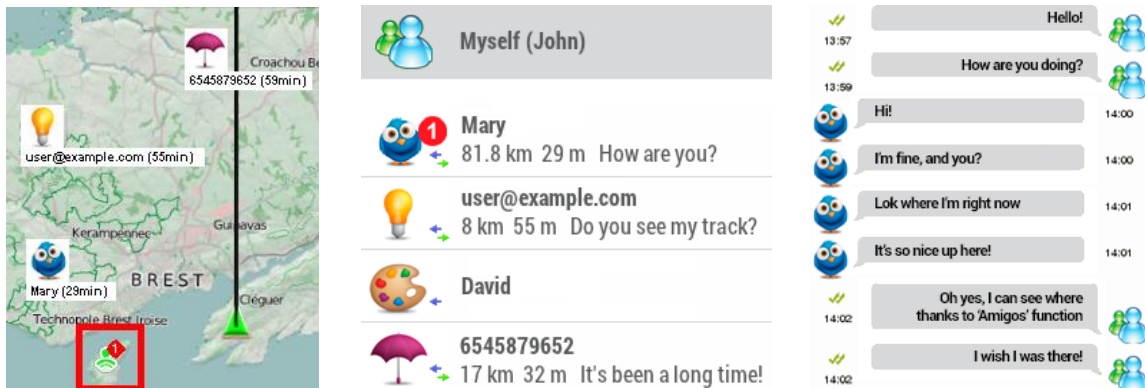 Croachou Be
6545879652 (59min)
user@example.com (55min)
Guipavas
Kerampennec
Mary (29min)
BREST
Cléguer
Technopole Brest Iroise
1
Myself (John)
1
Mary
81.8 km 29 m How are you?
user@example.com
8 km 55 m Do you see my track?
David
6545879652
17 km 32 m It's been a long time!
Hello!
13:57
How are you doing?
13:59
Hi!
14:00
I'm fine, and you?
14:00
Lok where I'm right now
14:01
It's so nice up here!
14:01
Oh yes, I can see where
thanks to 'Amigos' function
14:02
I wish I was there!
14:02